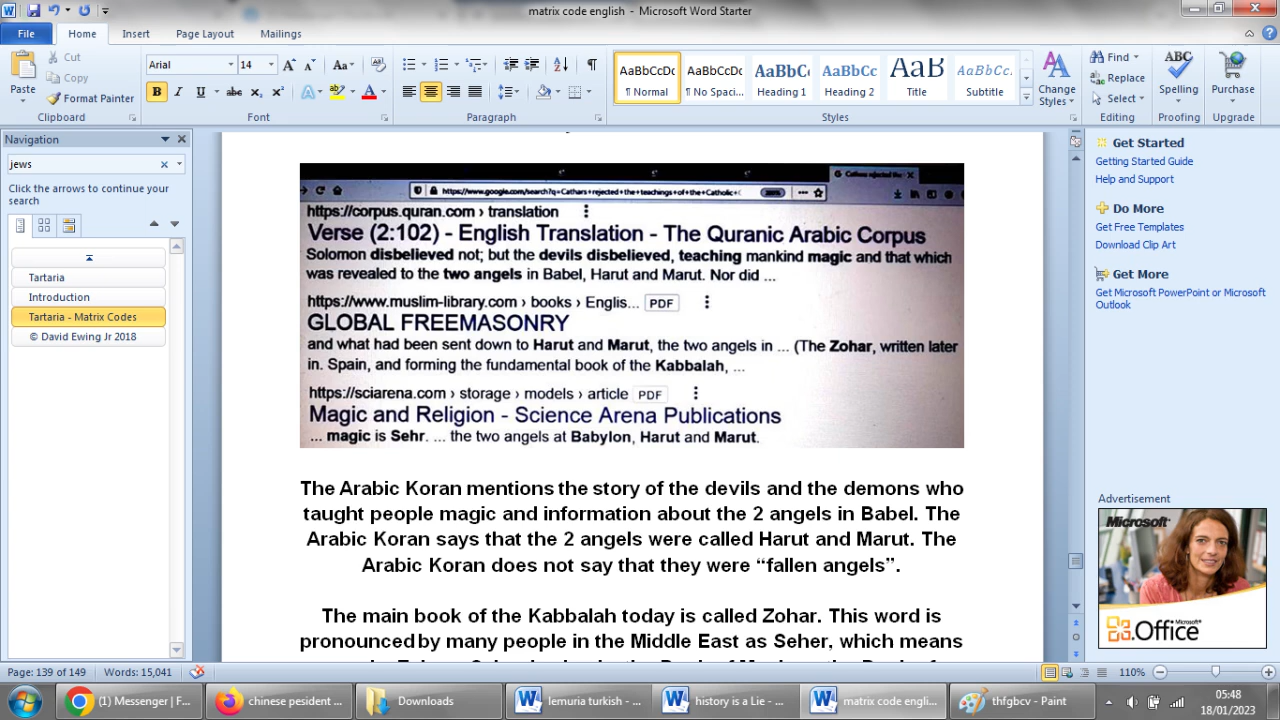 matrix code english - Microsoft Word Starter
File Home Insert Page Layout Mailings
Paste
Cut
Copy
Format Painter
Clipboard
Arial 14
Font
Paragraph
AaBbCcDc AaBbCcDc AaBbCc AaBbCc AaB AaBbCcDc
¶ Normal ¶ No Spaci... Heading 1 Heading 2 Title Subtitle
Styles
Change Styles
Find
Replace
Select
Editing
ABC
Spelling
Proofing
Purchase
Upgrade
Navigation
jews
Click the arrows to continue your
search
Tartaria
Introduction
Tartaria - Matrix Codes
© David Ewing Jr 2018
https://www.google.com/search?q=Cathars+rejected+the+teachings+of+the+Catholic+
https://corpus.quran.com › translation
Verse (2:102) - English Translation - The Quranic Arabic Corpus
Solomon disbelieved not; but the devils disbelieved, teaching mankind magic and that which
was revealed to the two angels in Babel, Harut and Marut. Nor did ...
https://www.muslim-library.com › books › Englis... PDF
GLOBAL FREEMASONRY
and what had been sent down to Harut and Marut, the two angels in ... (The Zohar, written later
in. Spain, and forming the fundamental book of the Kabbalah, ...
https://sciarena.com › storage › models › article PDF
Magic and Religion - Science Arena Publications
... magic is Sehr. ... the two angels at Babylon, Harut and Marut.
The Arabic Koran mentions the story of the devils and the demons who
taught people magic and information about the 2 angels in Babel. The
Arabic Koran says that the 2 angels were called Harut and Marut. The
Arabic Koran does not say that they were “fallen angels”.
The main book of the Kabbalah today is called Zohar. This word is
pronounced by many people in the Middle East as Seher, which means
Get Started
Getting Started Guide
Help and Support
Do More
Get Free Templates
Download Clip Art
Get More
Get Microsoft PowerPoint or Microsoft
Outlook
Advertisement
Microsoft
Microsoft
Office
Page: 139 of 149 Words: 15,041
110%
(1) Messenger | F...
chinese pesident ...
Downloads
lemuria turkish - ...
history is a Lie - ...
matrix code engli...
thfgbcv - Paint
05:48
18/01/2023